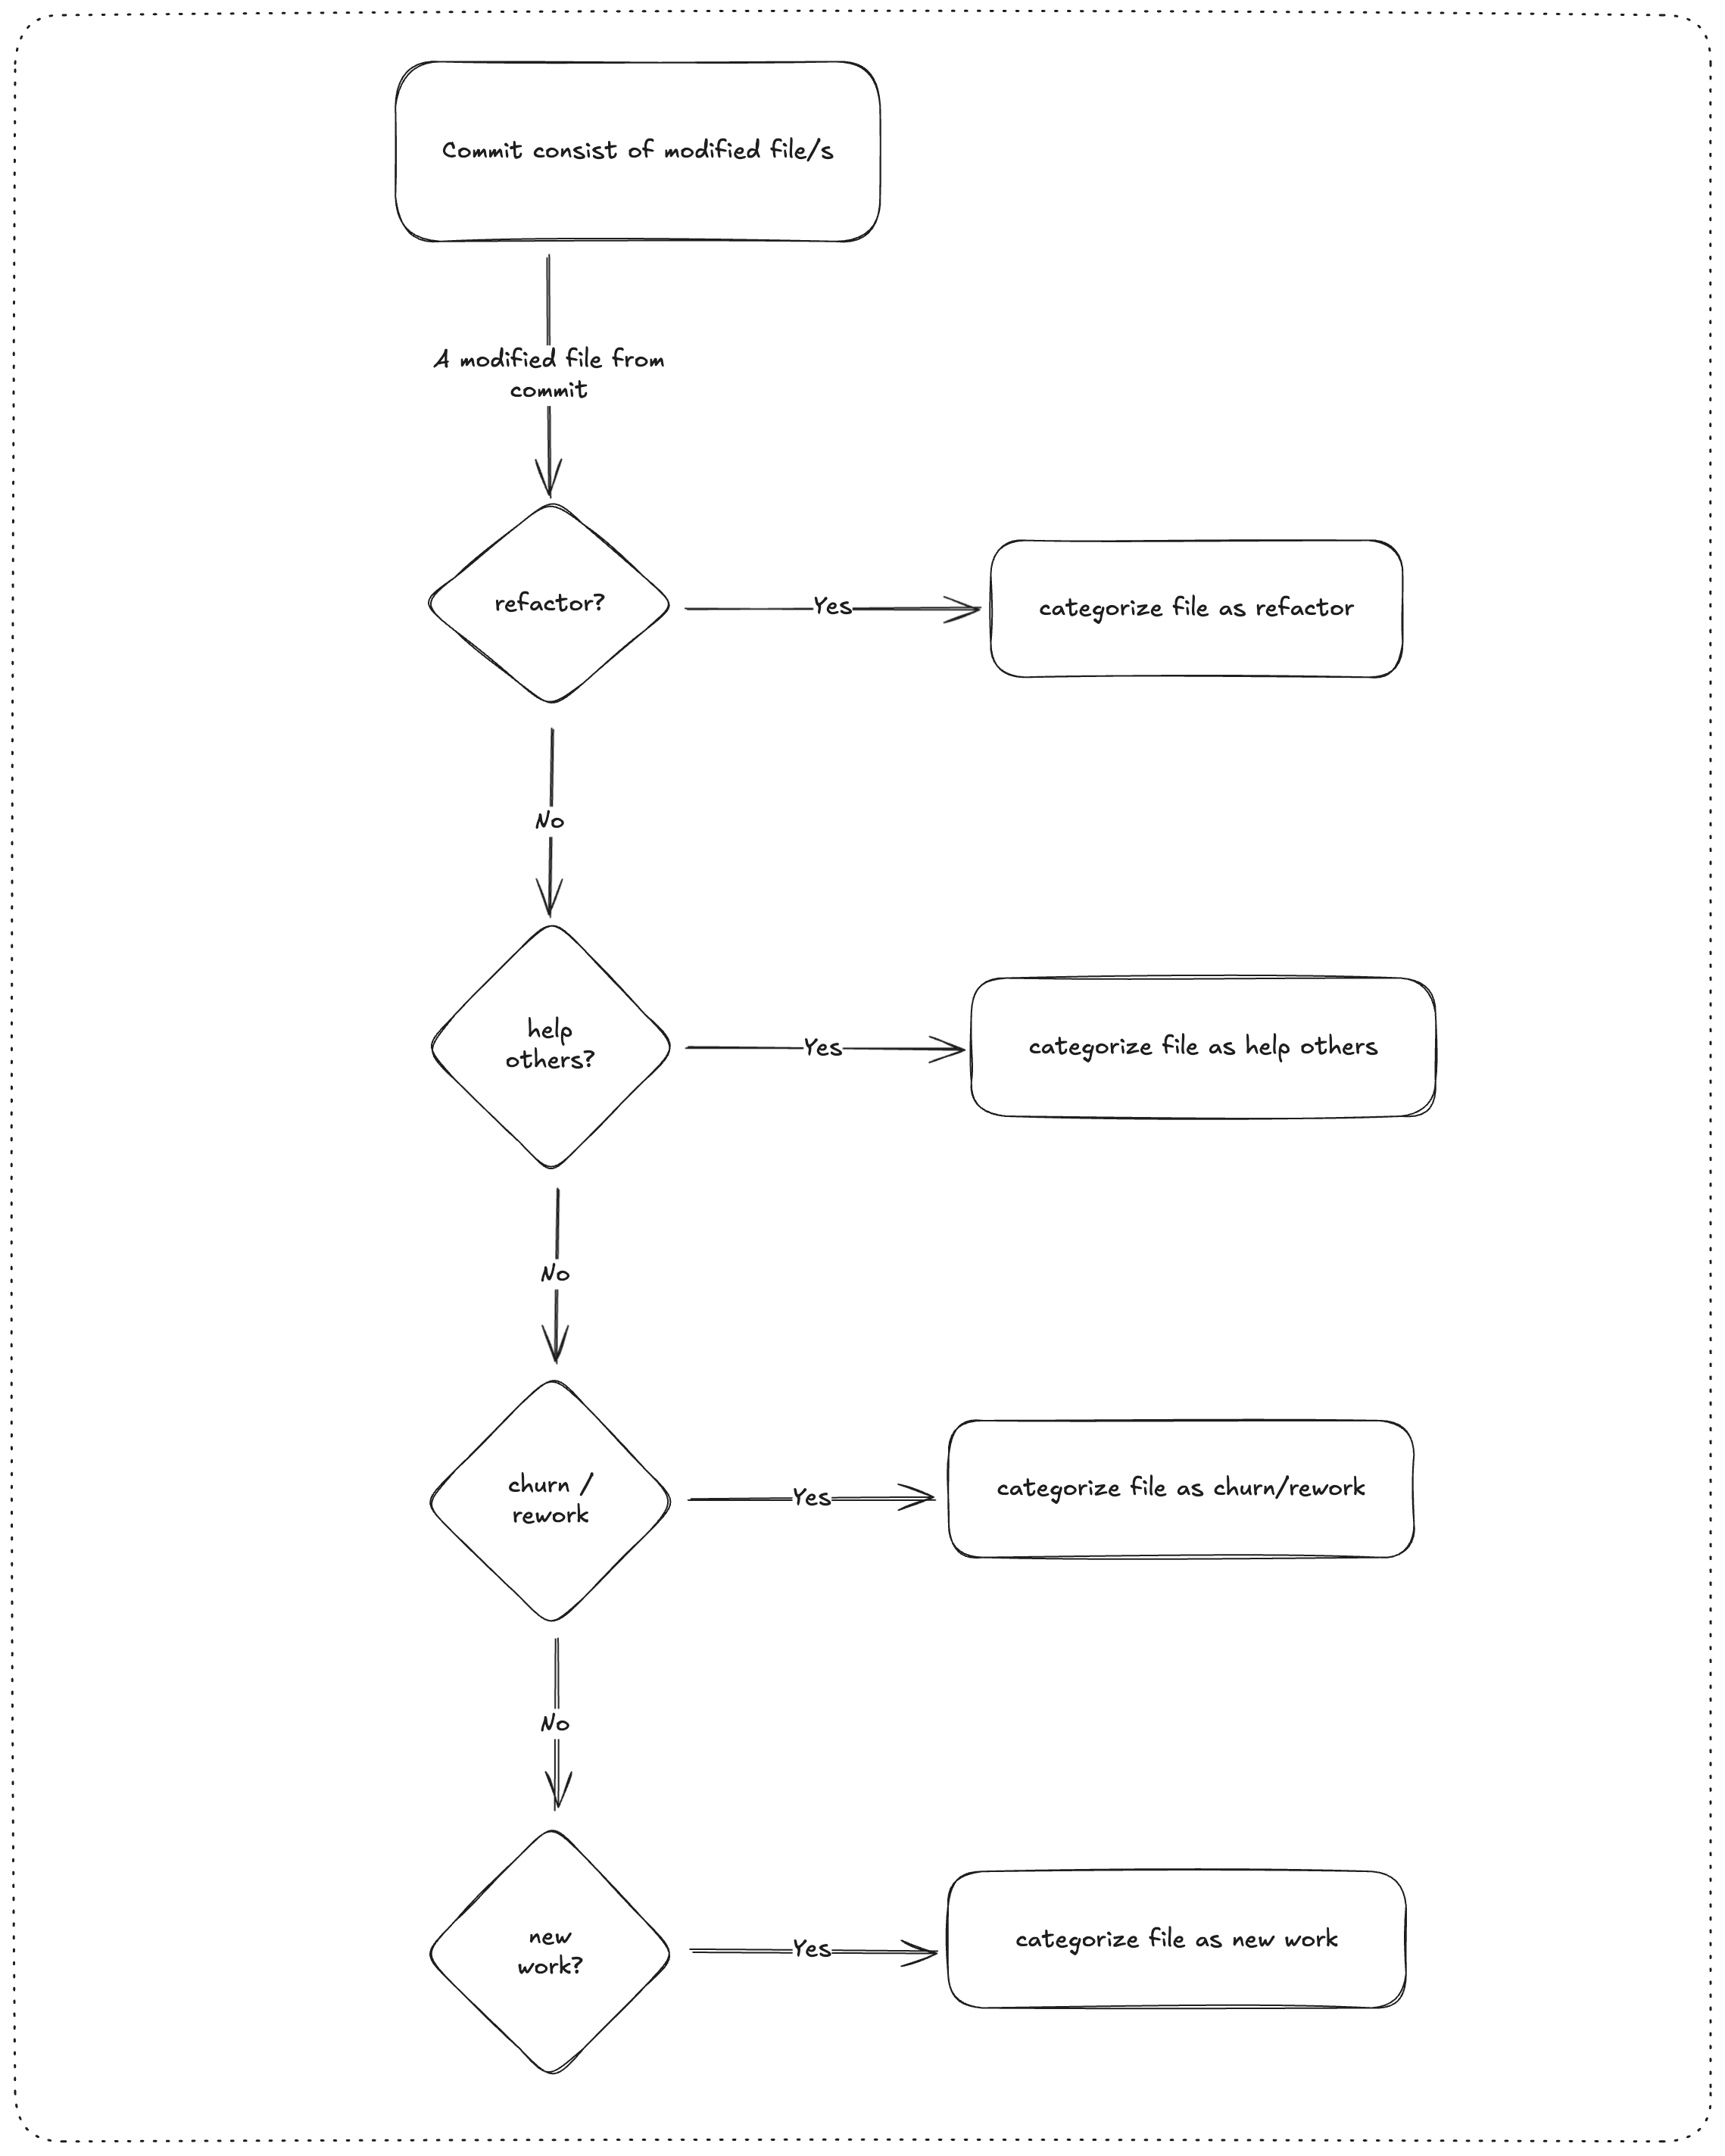 Commit consist of modified file/s
A modified file from
commit
refactor?
Yes
categorize file as refactor
No
help
others?
Yes
categorize file as help others
No
churn /
rework
Yes
categorize file as churn/rework
No
new
work?
Yes
categorize file as new work